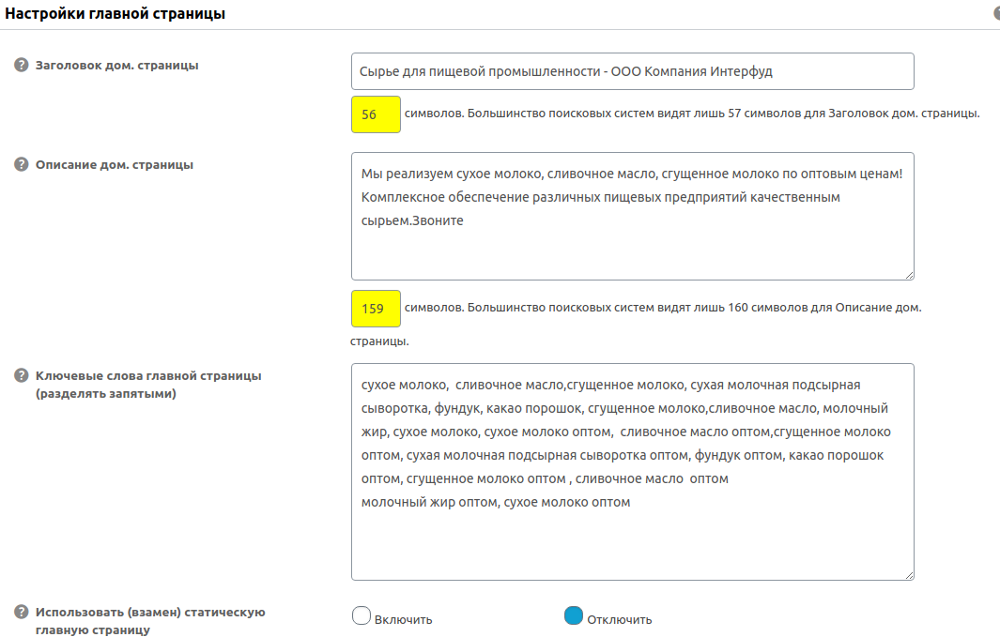 Настройки главной страницы
?
? Заголовок дом. страницы
Сырье для пищевой промышленности - ООО Компания Интерфуд
56 символов. Большинство поисковых систем видят лишь 57 символов для Заголовок дом. страницы.
? Описание дом. страницы
Мы реализуем сухое молоко, сливочное масло, сгущенное молоко по оптовым ценам!
Комплексное обеспечение различных пищевых предприятий качественным
сырьем.Звоните
159 символов. Большинство поисковых систем видят лишь 160 символов для Описание дом.
страницы.
? Ключевые слова главной страницы
(разделять запятыми)
сухое молоко,  сливочное масло,сгущенное молоко, сухая молочная подсырная
сыворотка, фундук, какао порошок, сгущенное молоко,сливочное масло, молочный
жир, сухое молоко, сухое молоко оптом,  сливочное масло оптом,сгущенное молоко
оптом, сухая молочная подсырная сыворотка оптом, фундук оптом, какао порошок
оптом, сгущенное молоко оптом , сливочное масло  оптом
молочный жир оптом, сухое молоко оптом
? Использовать (взамен) статическую
главную страницу
Включить Отключить